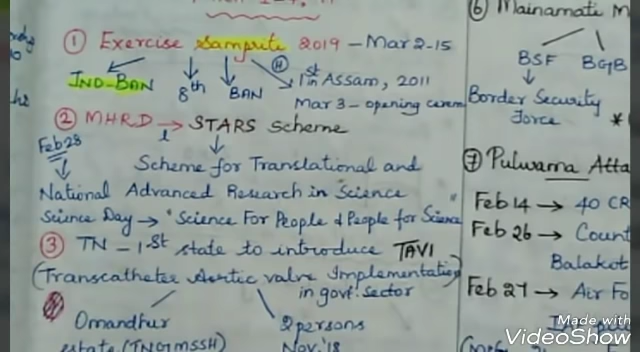 ① Exercise Samprite 2019 - Mar 2-15
IND-BAN 8th BAN (H) 1st in Assam, 2011
Mar 3 - opening cerem
② MHRD → STARS Scheme
Feb 28
Scheme for Translational and
National Advanced Research in Science
Science Day → "Science For People & People for Science"
③ TN - 1st state to introduce TAVI
(Transcatheter Aortic valve Implementation)
in govt. sector
Omandhur 2 persons
estate (TNGMSSH) Nov.'18
⑥ Mainamati M
BSF BGB
Border Security
Force *
⑦ Pulwama Atta
Feb 14 → 40 CR
Feb 26 → Count
Balakot
Feb 27 → Air Fo
Made with
VideoShow